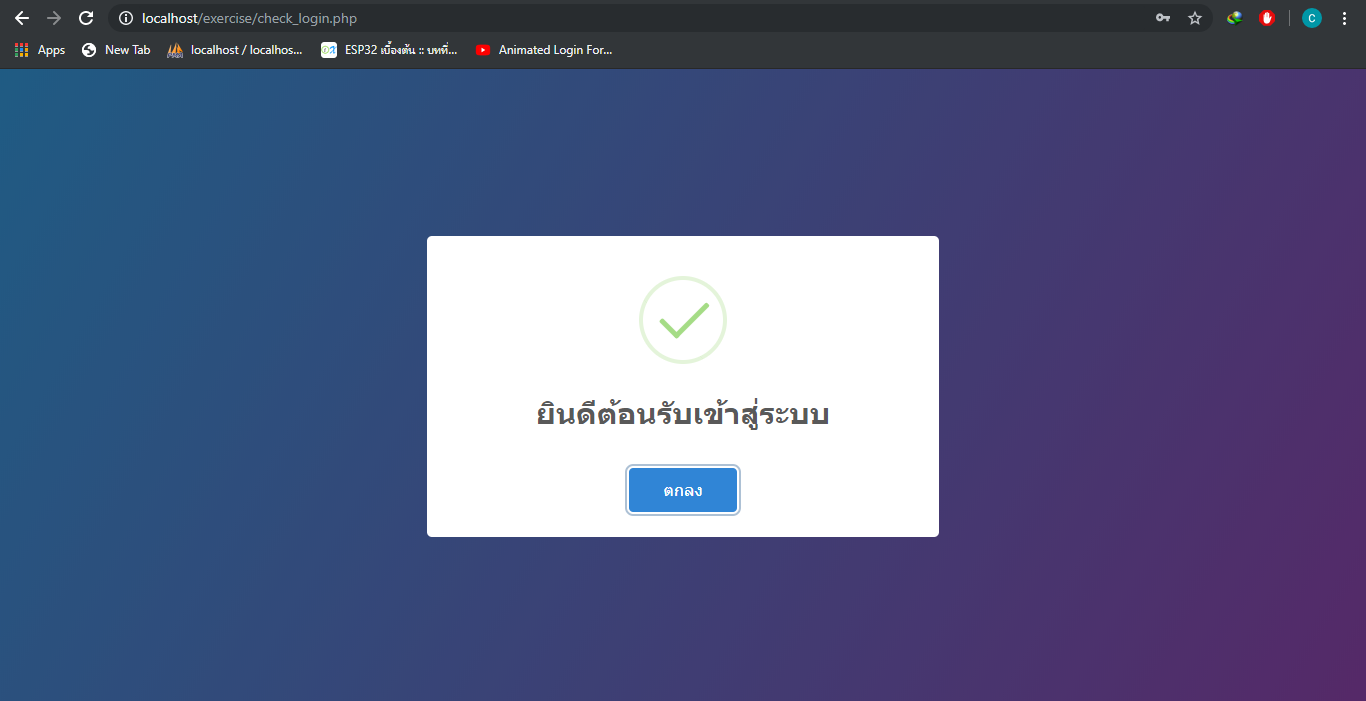 localhost/exercise/check_login.php
Apps New Tab localhost / localhos... ESP32 เบื้องต้น :: บทที่... Animated Login For...
C
ยินดีต้อนรับเข้าสู่ระบบ
ตกลง